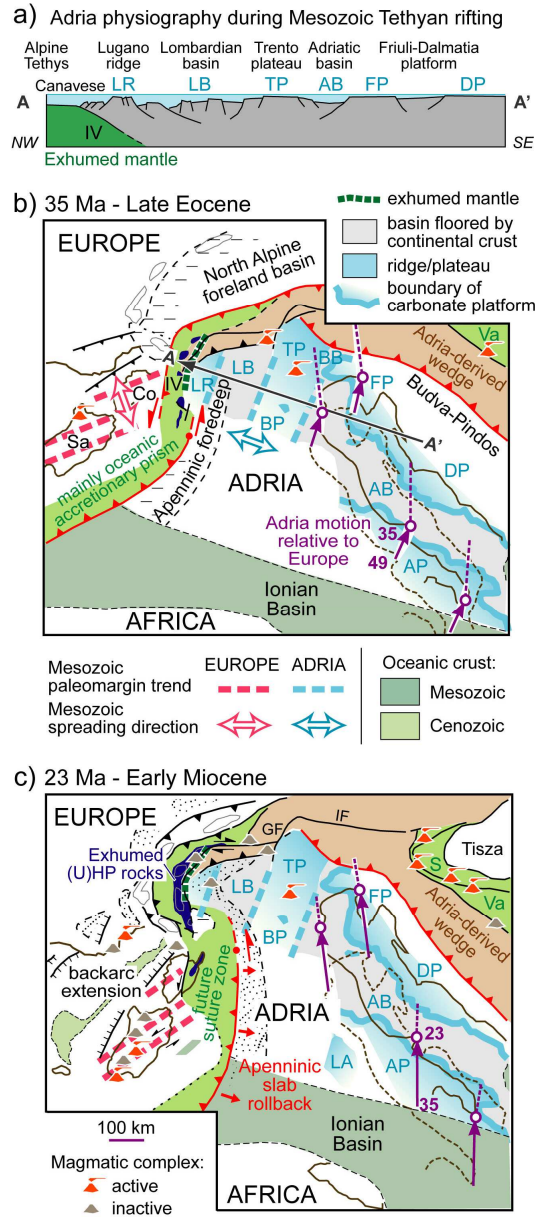 a) Adria physiography during Mesozoic Tethyan rifting
Alpine
Tethys
Lugano
ridge
Lombardian
basin
Trento
plateau
Adriatic
basin
Friuli-Dalmatia
platform
Canavese
LR
LB
TP
AB
FP
DP
A
A'
IV
NW
SE
Exhumed mantle
b) 35 Ma - Late Eocene
exhumed mantle
basin floored by
continental crust
ridge/plateau
boundary of
carbonate platform
EUROPE
North Alpine
foreland basin
Va
Adria-derived
wedge
Budva-Pindos
A
IV
LR
LB
TP
BB
FP
Co
Sa
BP
A'
DP
mainly oceanic
accretionary prism
Apenninic foredeep
ADRIA
AB
Adria motion
relative to
Europe
35
49
AP
Ionian
Basin
AFRICA
Mesozoic
paleomargin trend
EUROPE
ADRIA
Mesozoic
spreading direction
Oceanic crust:
Mesozoic
Cenozoic
c) 23 Ma - Early Miocene
EUROPE
GF
IF
Exhumed
(U)HP rocks
Tisza
S
Va
LB
TP
FP
BP
Adria-derived
wedge
DP
backarc
extension
future
suture zone
ADRIA
AB
LA
AP
23
35
Apenninic
slab
rollback
Ionian
Basin
100 km
Magmatic complex:
active
inactive
AFRICA